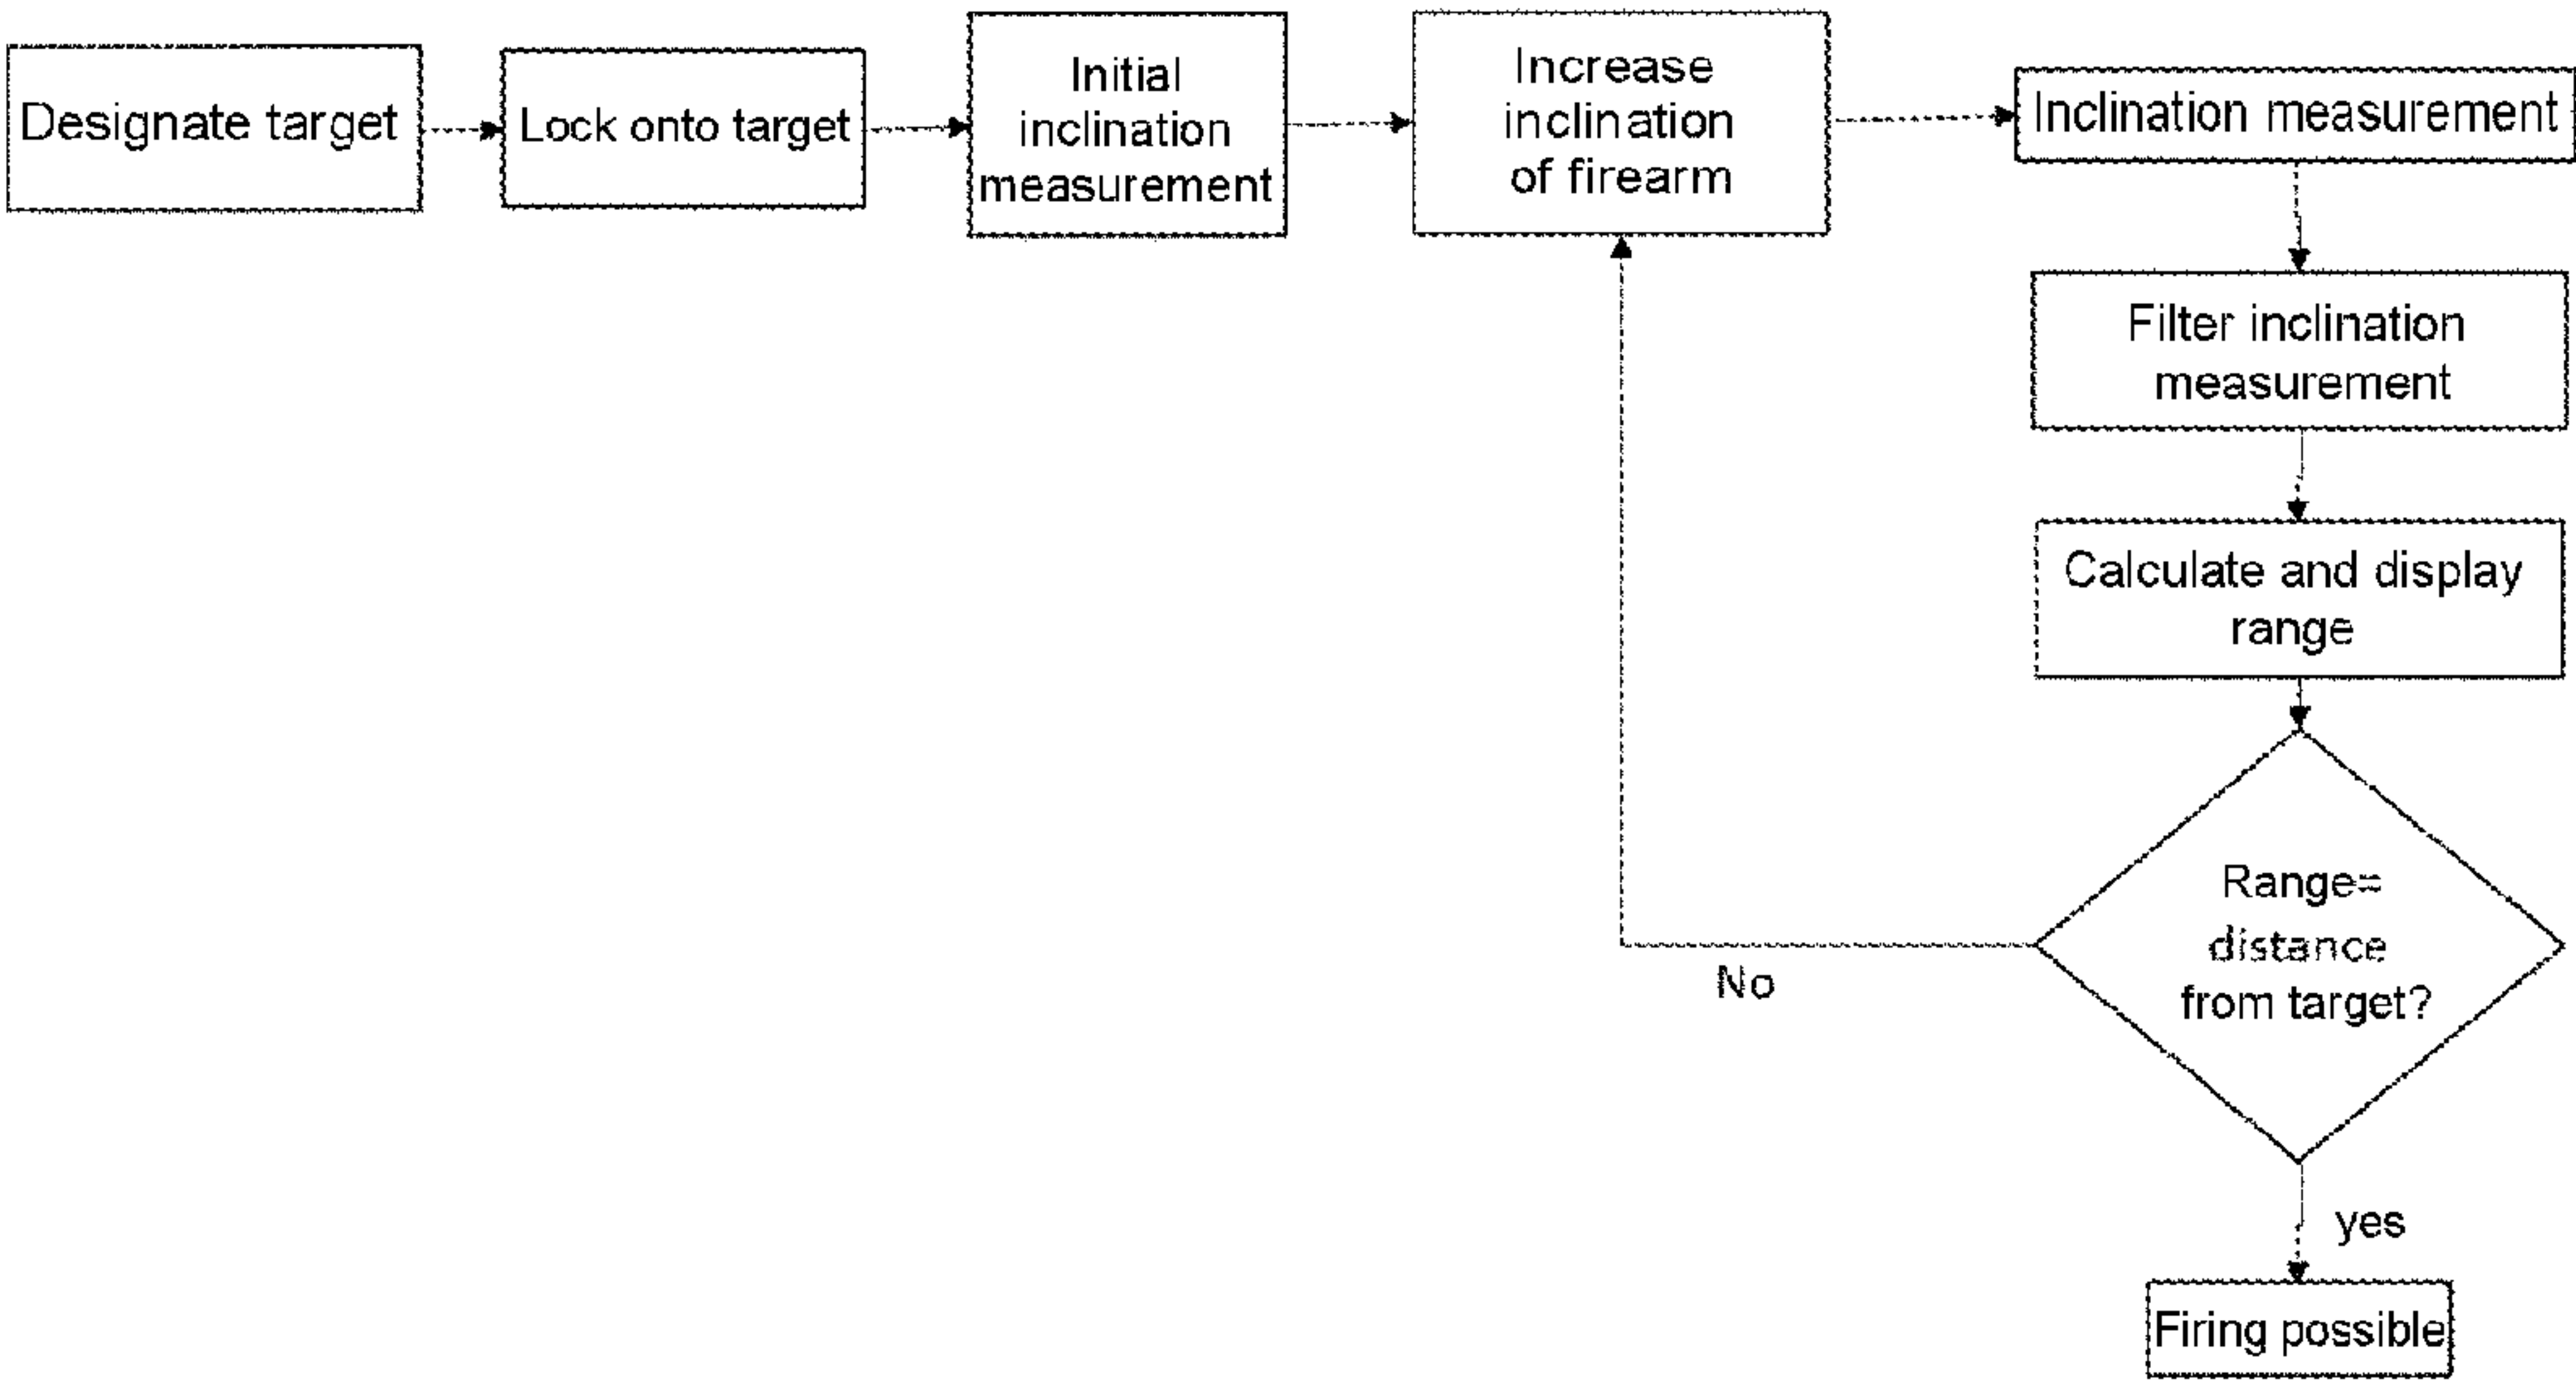 Designate target
Lock onto target
Initial
inclination
measurement
Increase
inclination
of firearm
Inclination measurement
Filter inclination
measurement
Calculate and display
range
Range=
distance
from target?
No
yes
Firing possible